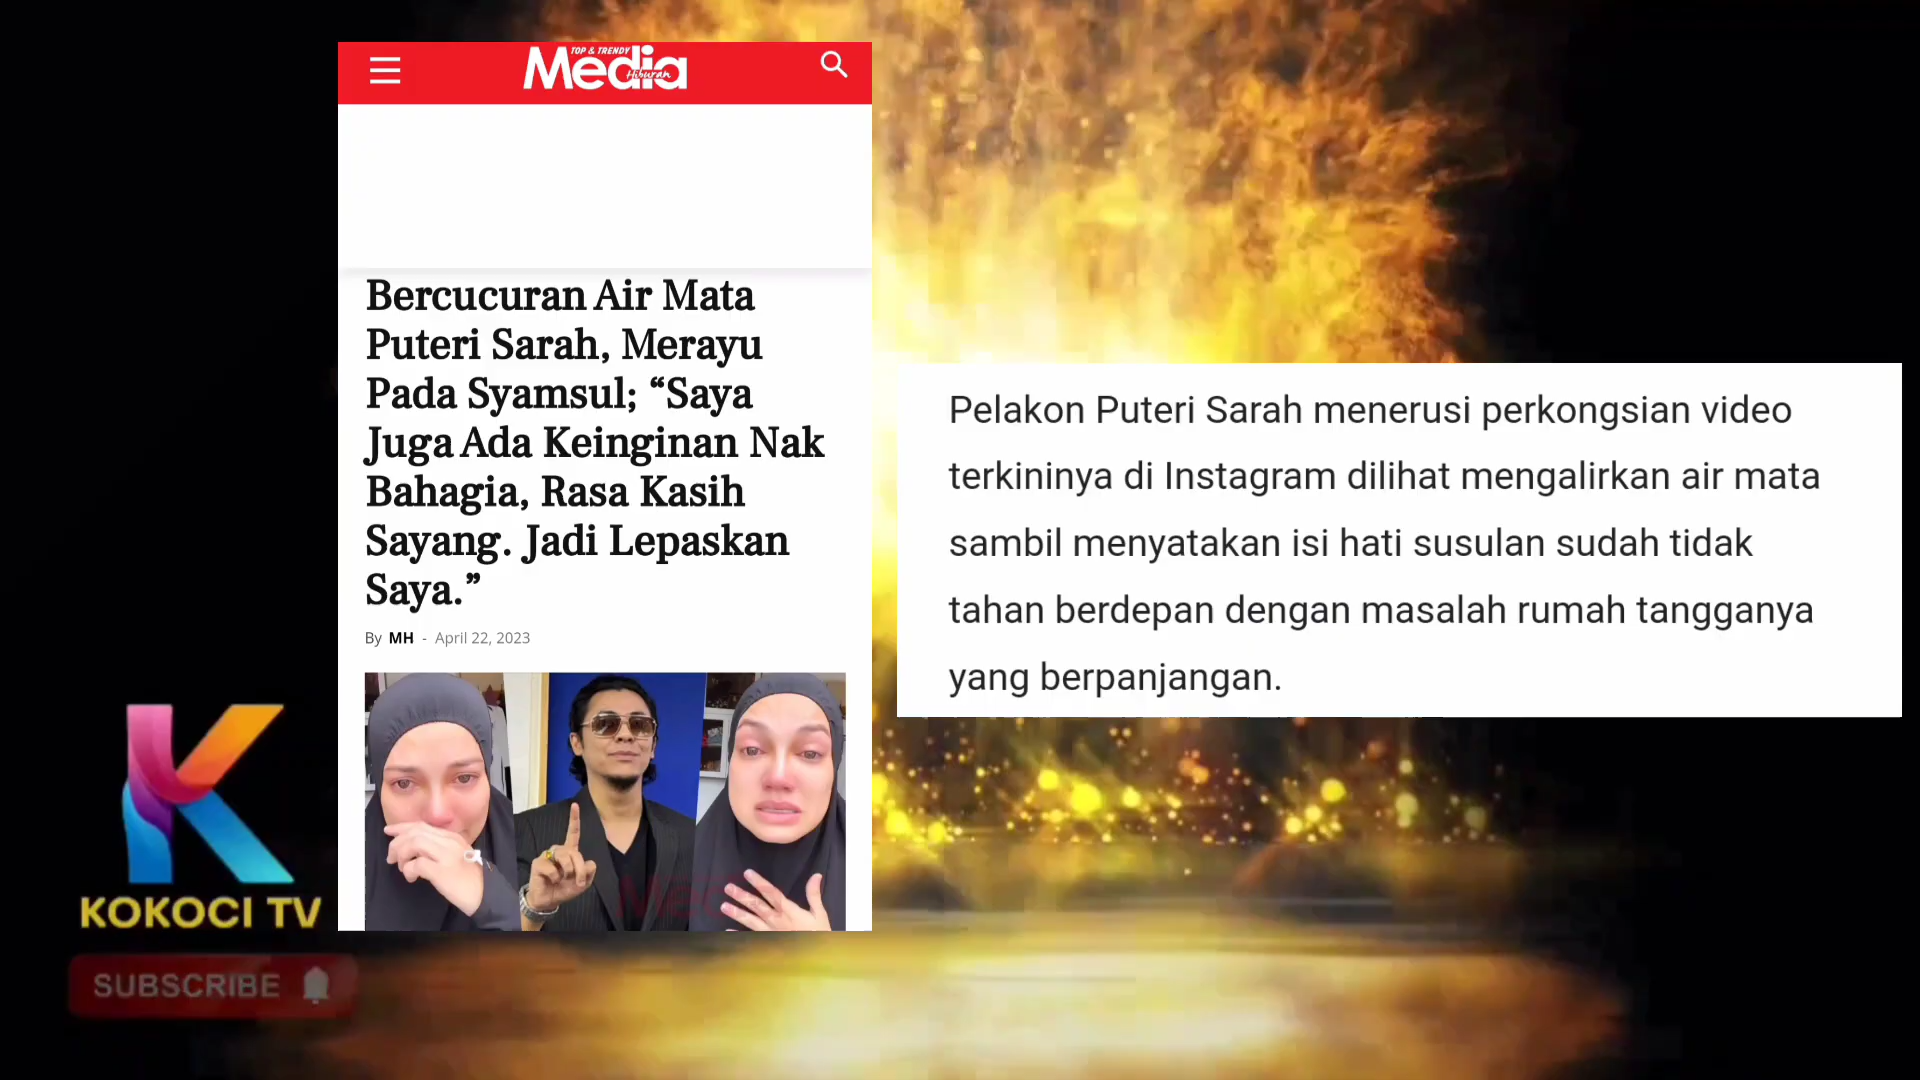 TOP & TRENDY
Media
Hiburan
Bercucuran Air Mata
Puteri Sarah, Merayu
Pada Syamsul; “Saya
Juga Ada Keinginan Nak
Bahagia, Rasa Kasih
Sayang. Jadi Lepaskan
Saya.”
By MH - April 22, 2023
Pelakon Puteri Sarah menerusi perkongsian video
terkininya di Instagram dilihat mengalirkan air mata
sambil menyatakan isi hati susulan sudah tidak
tahan berdepan dengan masalah rumah tangganya
yang berpanjangan.
K
KOKOCI TV
SUBSCRIBE